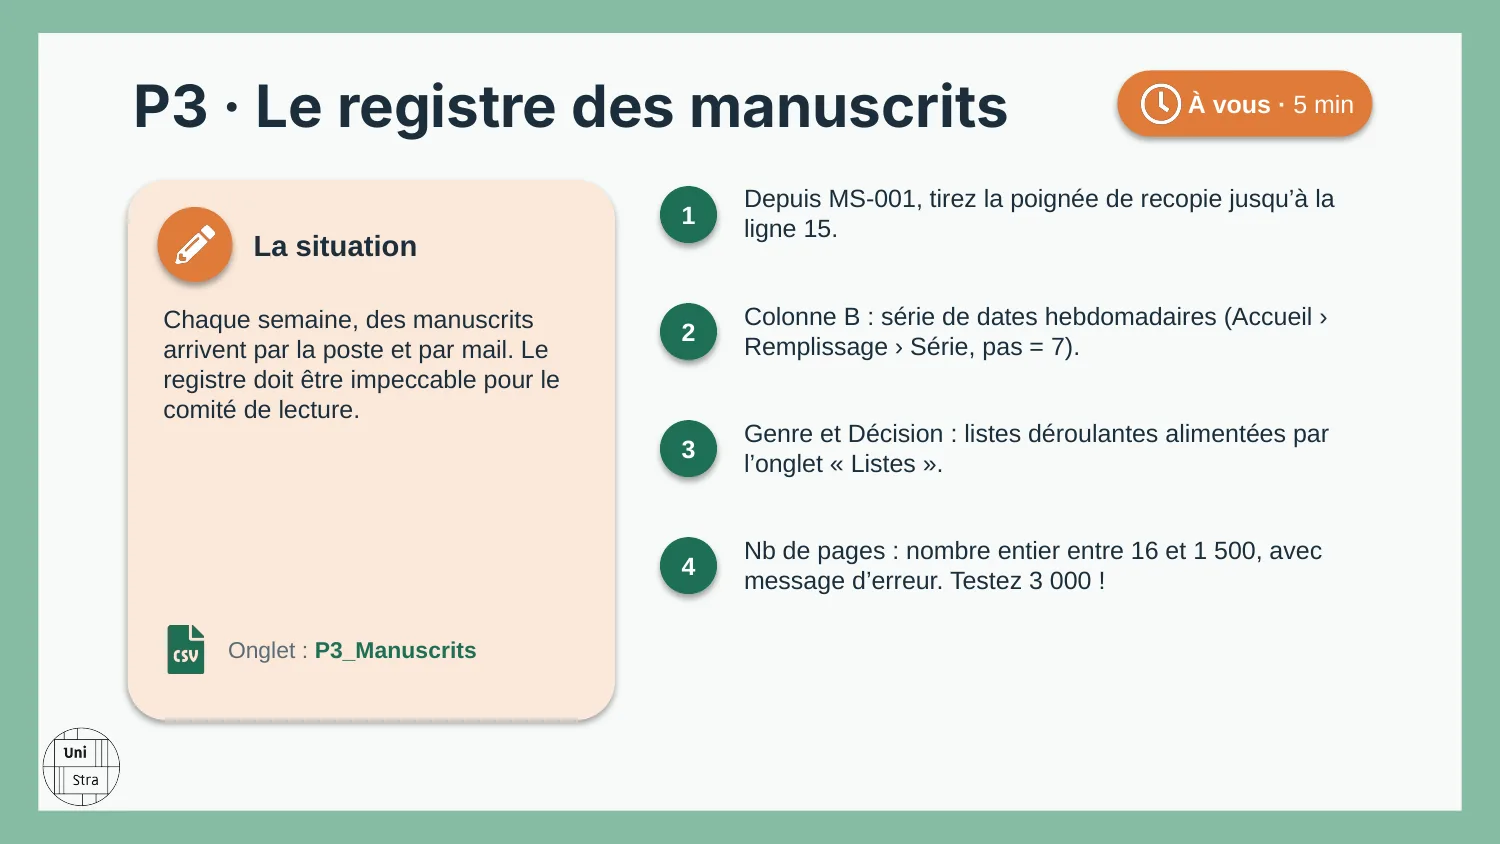 P3 · Le registre des manuscrits
À vous · 5 min
La situation
Chaque semaine, des manuscrits
arrivent par la poste et par mail. Le
registre doit être impeccable pour le
comité de lecture.
CSV
Onglet : P3_Manuscrits
1
Depuis MS-001, tirez la poignée de recopie jusqu’à la
ligne 15.
2
Colonne B : série de dates hebdomadaires (Accueil ›
Remplissage › Série, pas = 7).
3
Genre et Décision : listes déroulantes alimentées par
l’onglet « Listes ».
4
Nb de pages : nombre entier entre 16 et 1 500, avec
message d’erreur. Testez 3 000 !
Uni
Stra